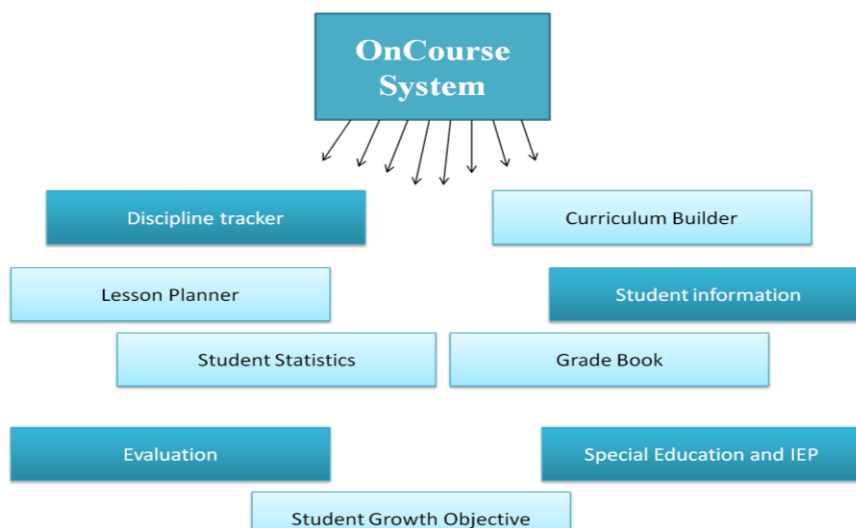 OnCourse
System
Discipline tracker
Curriculum Builder
Lesson Planner
Student information
Student Statistics
Grade Book
Evaluation
Special Education and IEP
Student Growth Objective